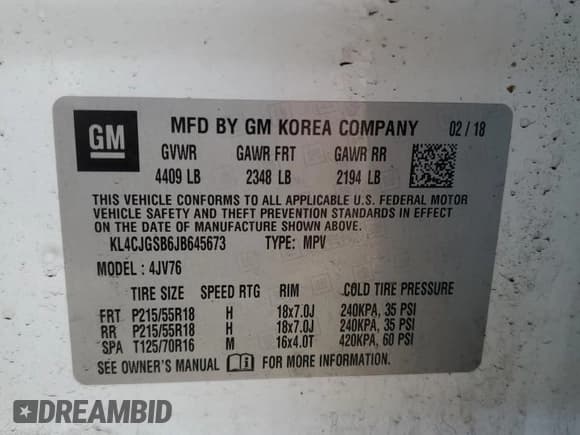 GM
MFD BY GM KOREA COMPANY 02 / 18
GVWR GAWR FRT GAWR RR
4409 LB 2348 LB 2194 LB
THIS VEHICLE CONFORMS TO ALL APPLICABLE U.S. FEDERAL MOTOR
VEHICLE SAFETY AND THEFT PREVENTION STANDARDS IN EFFECT
ON THE DATE OF MANUFACTURE SHOWN ABOVE.
KL4CJGSB6JB645673 TYPE: MPV
MODEL : 4JV76
TIRE SIZE SPEED RTG RIM COLD TIRE PRESSURE
FRT P215/55R18 H 18x7.0J 240KPA, 35 PSI
RR P215/55R18 H 18x7.0J 240KPA, 35 PSI
SPA T125/70R16 M 16x4.0T 420KPA, 60 PSI
SEE OWNER'S MANUAL FOR MORE INFORMATION.
DREAMBID